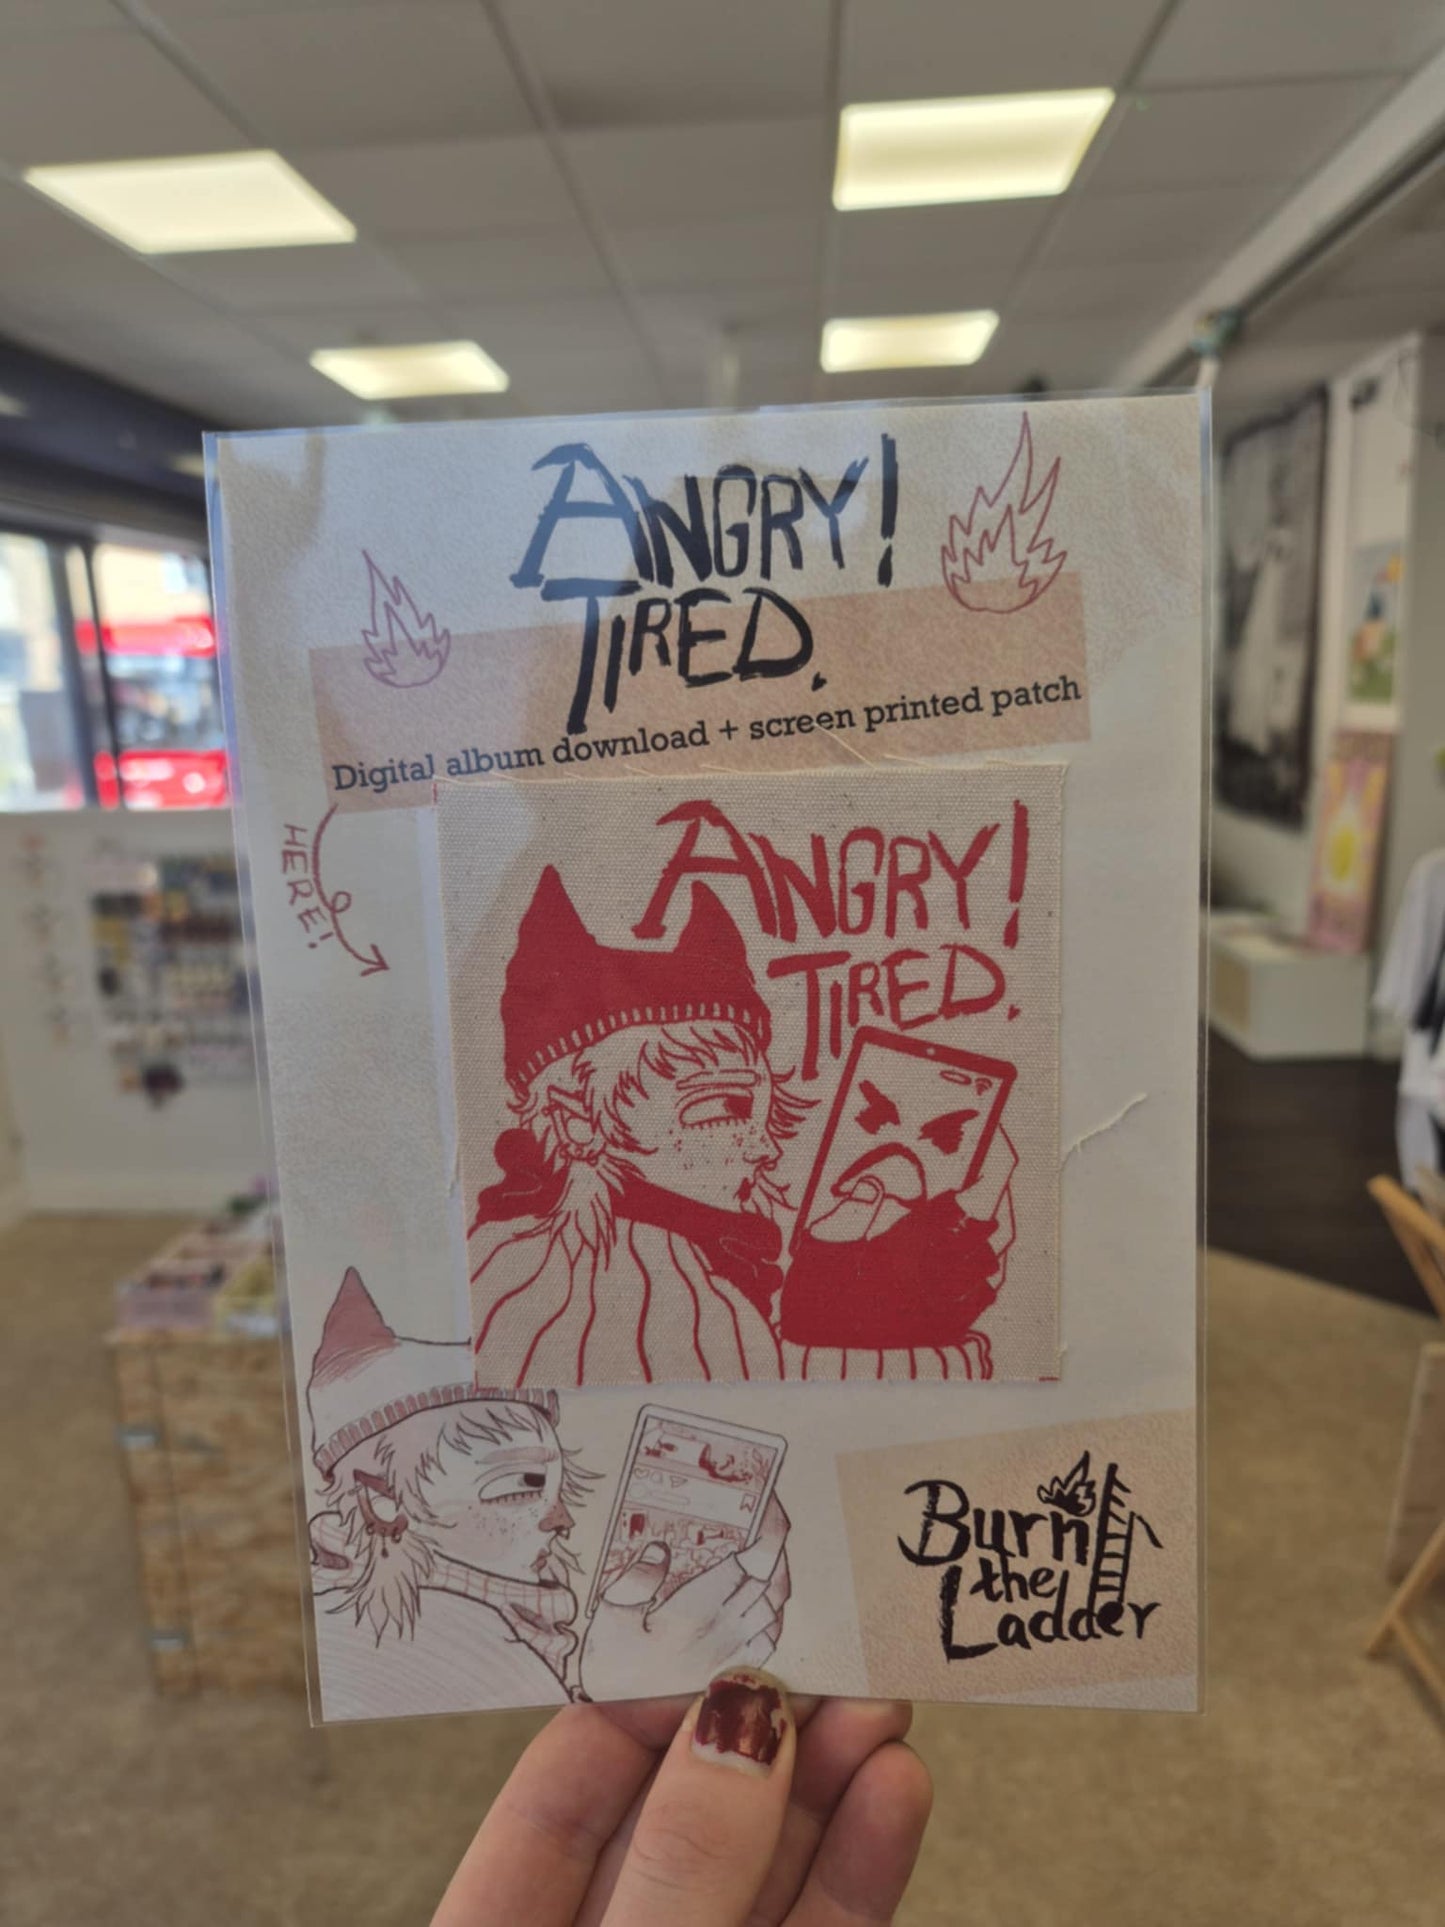 ANGRY!
TIRED.
Digital album download + screen printed patch
HERE!
ANGRY!
TIRED.
Burn
the
Ladder